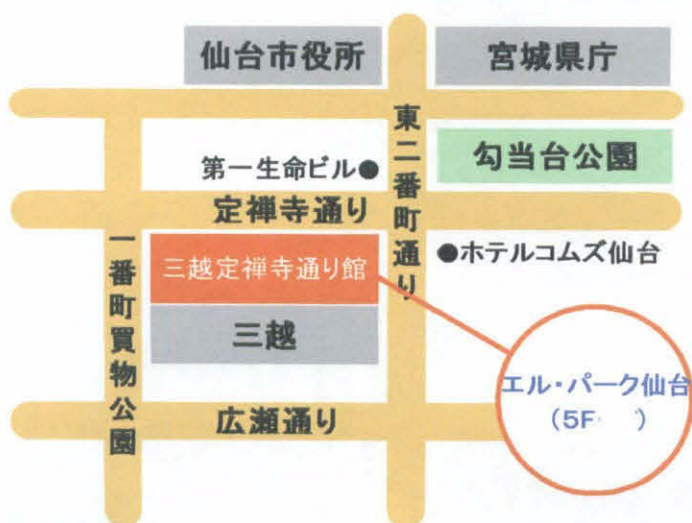 仙台市役所
宮城県庁
東二番町通り
勾当台公園
第一生命ビル●
定禅寺通り
●ホテルコムズ仙台
一番町買物公園
三越定禅寺通り館
三越
エル・パーク仙台
(5F・ )
広瀬通り